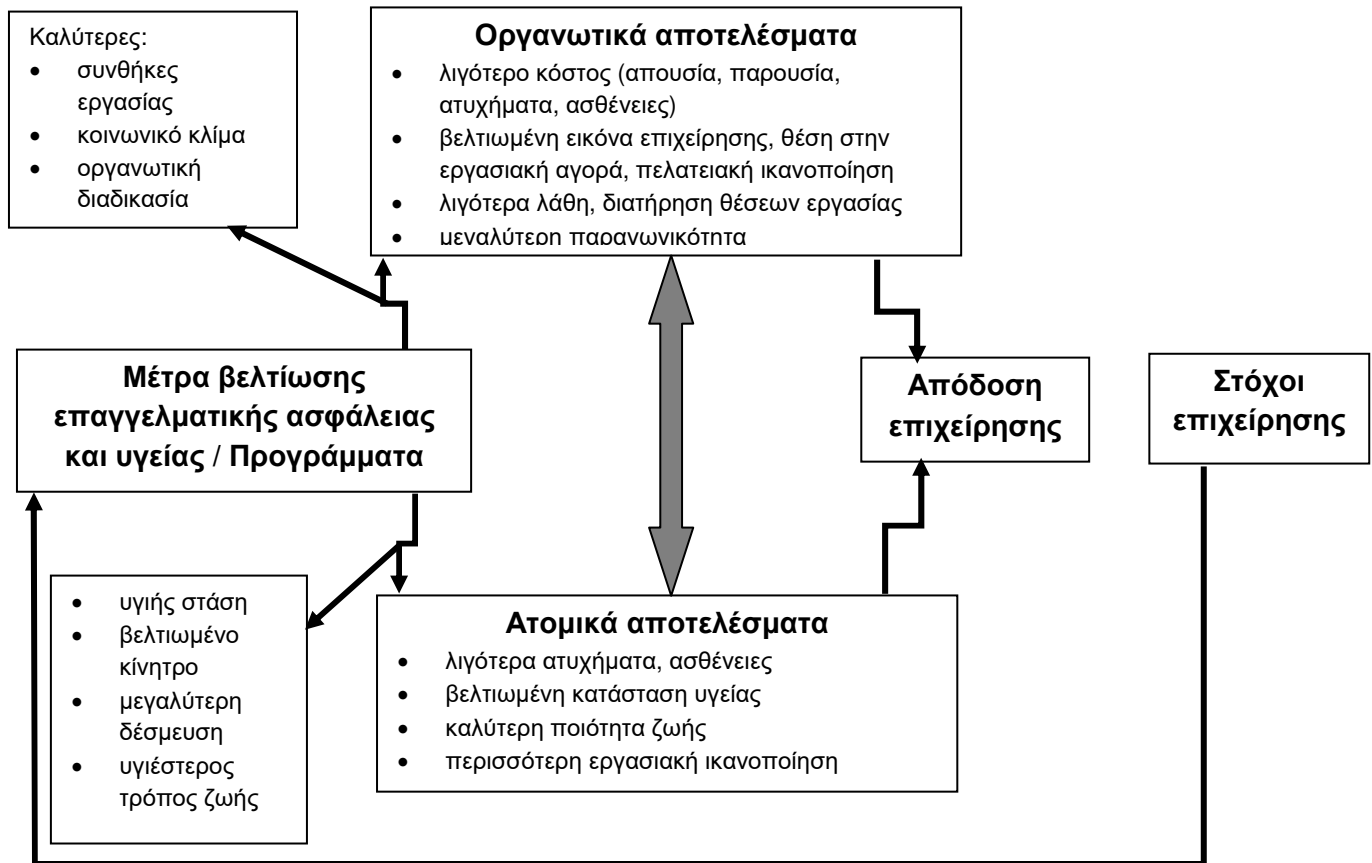 Καλύτερες:
• συνθήκες
εργασίας
• κοινωνικό κλίμα
• οργανωτική
διαδικασία
Οργανωτικά αποτελέσματα
• λιγότερο κόστος (απουσία, παρουσία,
ατυχήματα, ασθένειες)
• βελτιωμένη εικόνα επιχείρησης, θέση στην
εργασιακή αγορά, πελατειακή ικανοποίηση
• λιγότερα λάθη, διατήρηση θέσεων εργασίας
• μεγαλύτερη παραγωγικότητα
Μέτρα βελτίωσης
επαγγελματικής ασφάλειας
και υγείας / Προγράμματα
Απόδοση
επιχείρησης
Στόχοι
επιχείρησης
• υγιής στάση
• βελτιωμένο
κίνητρο
• μεγαλύτερη
δέσμευση
• υγιέστερος
τρόπος ζωής
Ατομικά αποτελέσματα
• λιγότερα ατυχήματα, ασθένειες
• βελτιωμένη κατάσταση υγείας
• καλύτερη ποιότητα ζωής
• περισσότερη εργασιακή ικανοποίηση